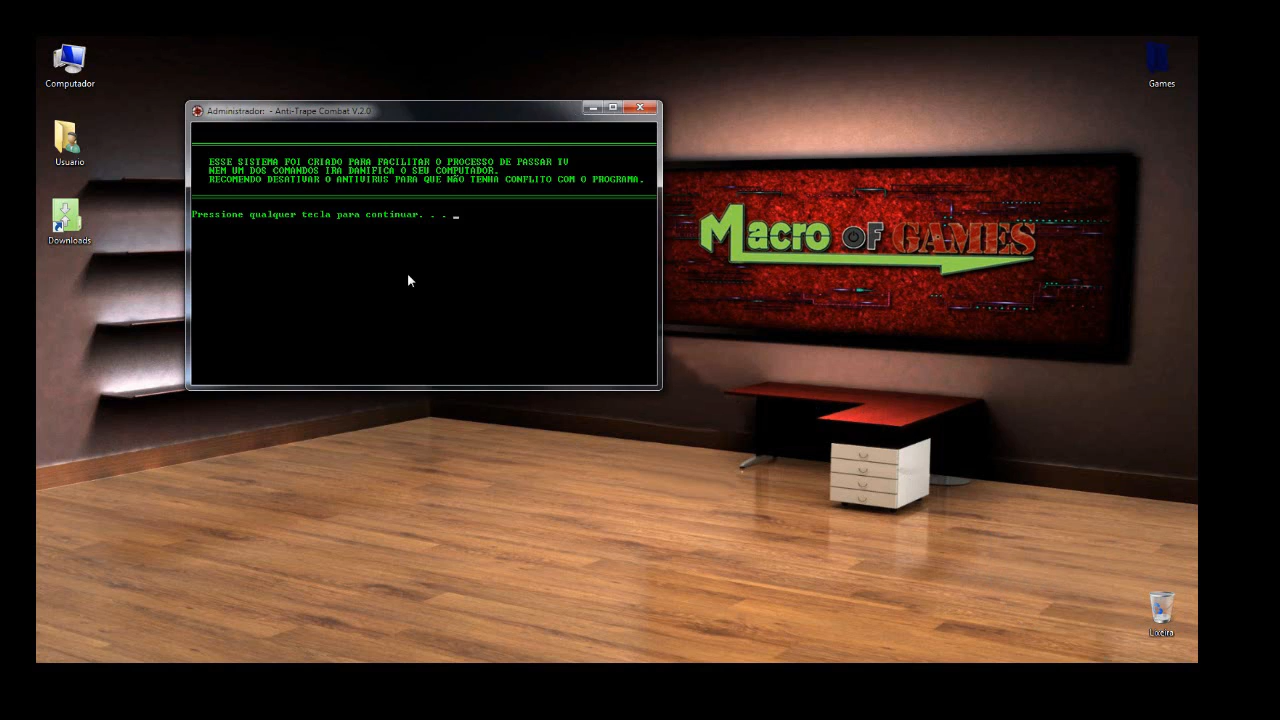 Computador
Usuario
Downloads
Games
Administrador:  - Anti-Trape Combat V.2.0
ESSE SISTEMA FOI CRIADO PARA FACILITAR O PROCESSO DE PASSAR TV
NEM UM DOS COMANDOS IRA DANIFICA O SEU COMPUTADOR.
RECOMENDO DESATIVAR O ANTIVIRUS PARA QUE NÃO TENHA CONFLITO COM O PROGRAMA.
Pressione qualquer tecla para continuar. . . _
Macro OF GAMES
Lixeira